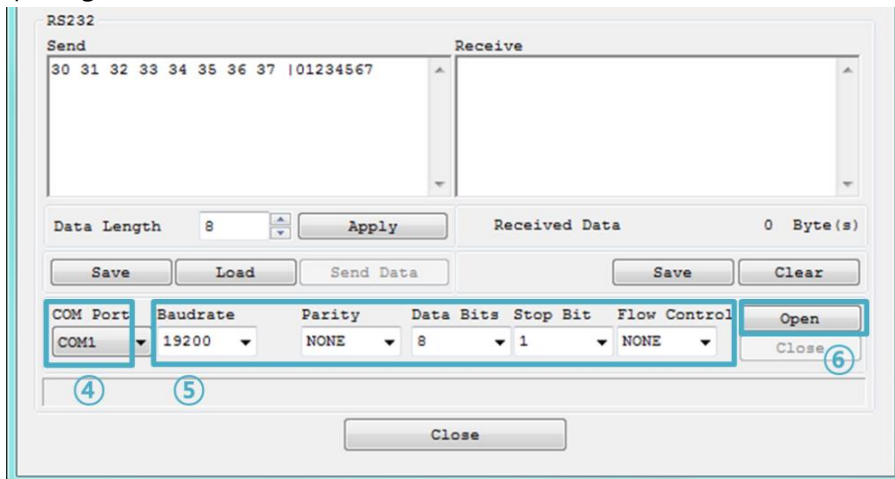 RS232
Send Receive
30 31 32 33 34 35 36 37 |01234567
Data Length 8 Apply Received Data 0 Byte(s)
Save Load Send Data Save Clear
COM Port Baudrate Parity Data Bits Stop Bit Flow Control Open
COM1 19200 NONE 8 1 NONE Close
④ ⑤ ⑥
Close